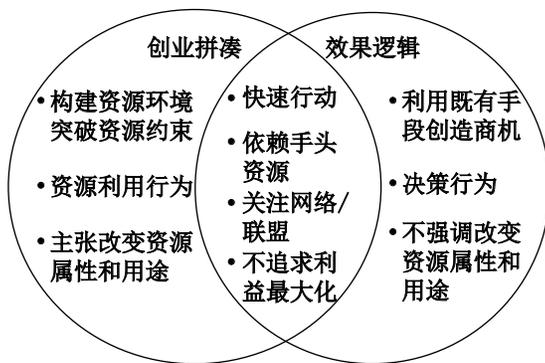 创业拼凑
• 构建资源环境
突破资源约束
• 资源利用行为
• 主张改变资源
属性和用途
• 快速行动
• 依赖手头
资源
• 关注网络/
联盟
• 不追求利
益最大化
效果逻辑
• 利用既有手
段创造商机
• 决策行为
• 不强调改变
资源属性和
用途